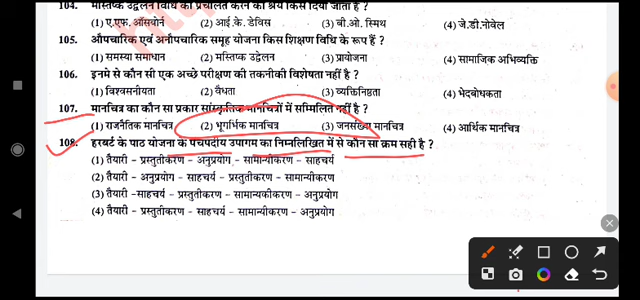 104. मस्तिष्क उद्वेलन विधि को प्रचलित करने का श्रेय किसे दिया जाता है ?
(1) ए.एफ. ऑसबोर्न (2) आई.के. डेविस (3) बी.ओ. स्मिथ (4) जे.डी.नोवेल
105. औपचारिक एवं अनौपचारिक समूह योजना किस शिक्षण विधि के रूप हैं ?
(1) समस्या समाधान (2) मस्तिष्क उद्वेलन (3) प्रायोजना (4) सामाजिक अभिव्यक्ति
106. इनमे से कौन सी एक अच्छे परीक्षण की तकनीकी विशेषता नहीं है ?
(1) विश्वसनीयता (2) वैधता (3) व्यक्तिनिष्ठता (4) भेदबोधकता
107. मानचित्र का कौन सा प्रकार सांस्कृतिक मानचित्रों में सम्मिलित नहीं है ?
(1) राजनैतिक मानचित्र (2) भूगर्भिक मानचित्र (3) जनसंख्या मानचित्र (4) आर्थिक मानचित्र
108. हरबर्ट के पाठ योजना के पंचपदीय उपागम का निम्नलिखित में से कौन सा क्रम सही है ?
(1) तैयारी - प्रस्तुतीकरण - अनुप्रयोग - सामान्यीकरण - साहचर्य
(2) तैयारी - अनुप्रयोग - साहचर्य - प्रस्तुतीकरण - सामान्यीकरण
(3) तैयारी -साहचर्य - प्रस्तुतीकरण - सामान्यकीकरण - अनुप्रयोग
(4) तैयारी - प्रस्तुतीकरण - साहचर्य - सामान्यीकरण - अनुप्रयोग